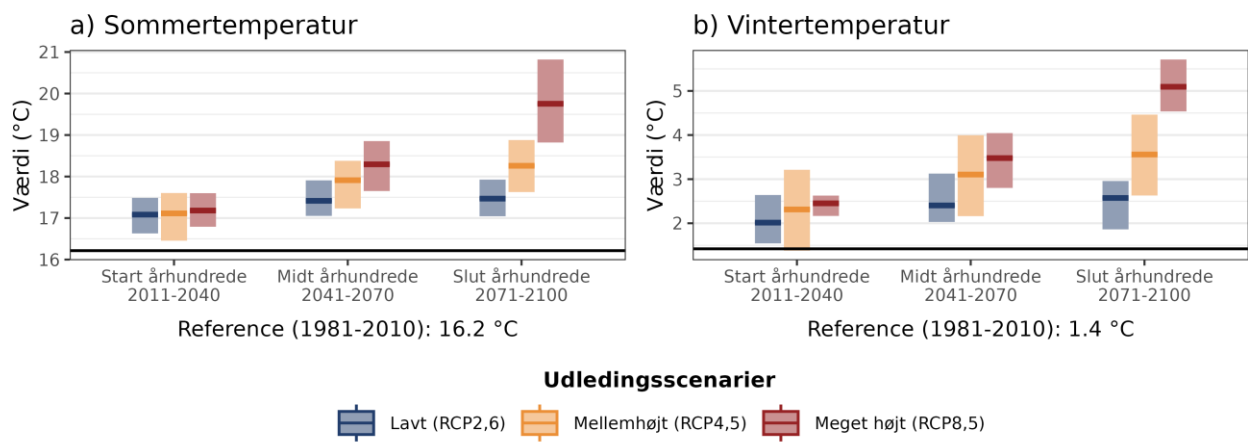 a) Sommertemperatur
Værdi (°C)
21
20
19
18
17
16
Start århundrede
2011-2040
Midt århundrede
2041-2070
Slut århundrede
2071-2100
Reference (1981-2010): 16.2 °C
b) Vintertemperatur
Værdi (°C)
5
4
3
2
Start århundrede
2011-2040
Midt århundrede
2041-2070
Slut århundrede
2071-2100
Reference (1981-2010): 1.4 °C
Udledingsscenarier
Lavt (RCP2,6)
Mellemhøjt (RCP4,5)
Meget højt (RCP8,5)